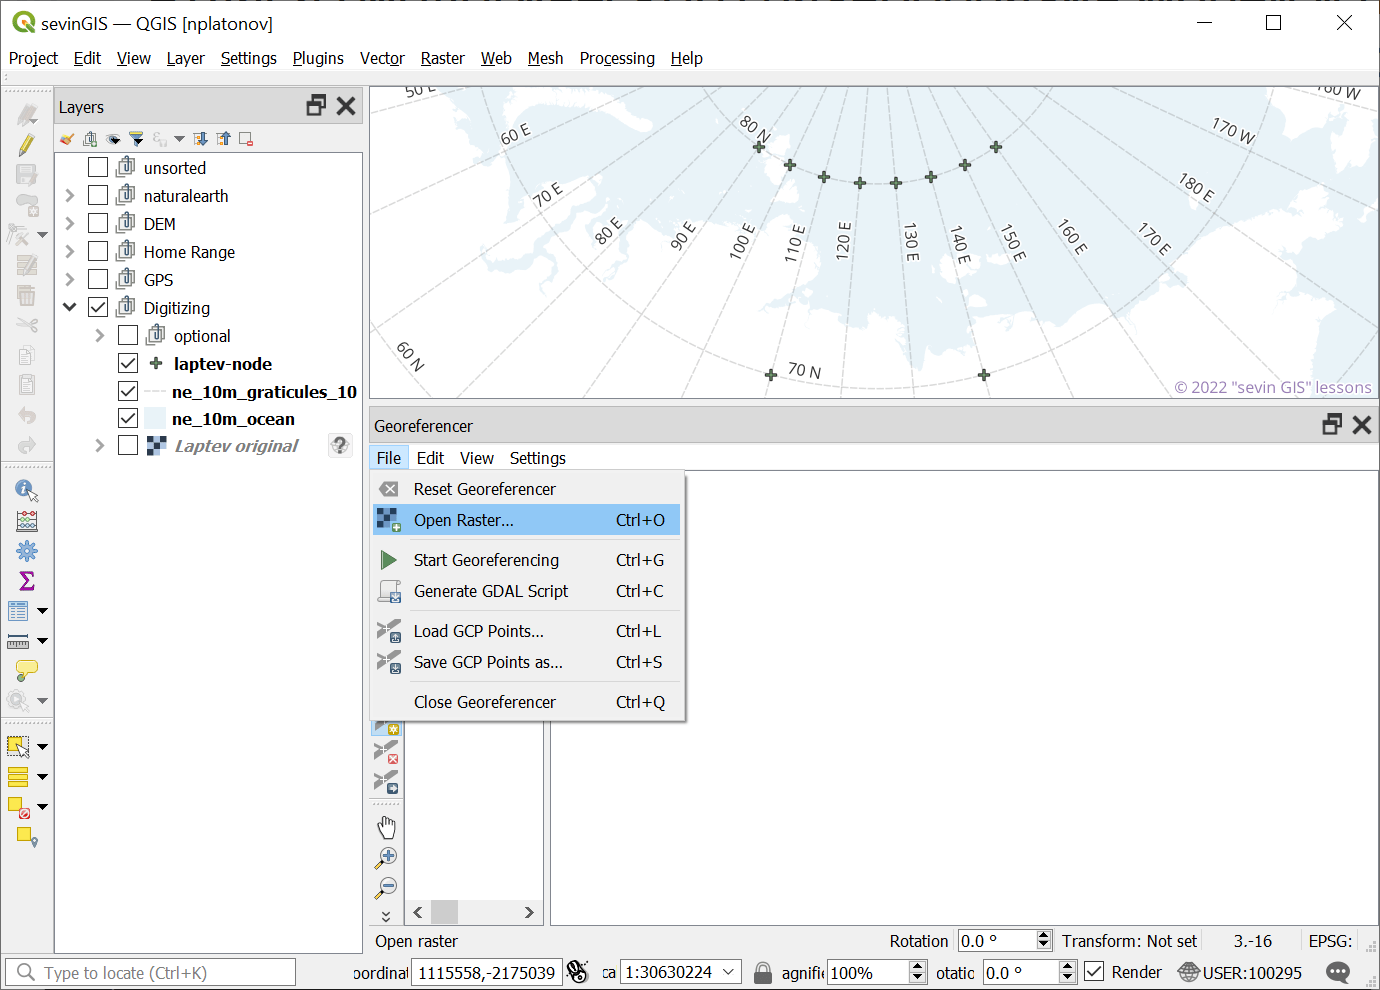 sevinGIS — QGIS [nplatonov]
Project Edit View Layer Settings Plugins Vector Raster Web Mesh Processing Help
Layers
unsorted
naturalearth
DEM
Home Range
GPS
Digitizing
optional
laptev-node
ne_10m_graticules_10
ne_10m_ocean
Laptev original
50 E
60 E
70 E
80 E
90 E
100 E
110 E
120 E
130 E
140 E
150 E
160 E
170 E
180 E
170 W
160 W
80 N
60 N
70 N
© 2022 "sevin GIS" lessons
Georeferencer
File Edit View Settings
Reset Georeferencer
Open Raster... Ctrl+O
Start Georeferencing Ctrl+G
Generate GDAL Script Ctrl+C
Load GCP Points... Ctrl+L
Save GCP Points as... Ctrl+S
Close Georeferencer Ctrl+Q
Open raster Rotation 0.0 ° Transform: Not set 3.-16 EPSG:
Type to locate (Ctrl+K) oordinat 1115558,-2175039 ca 1:30630224 agnifi 100% otatio 0.0 ° Render USER:100295